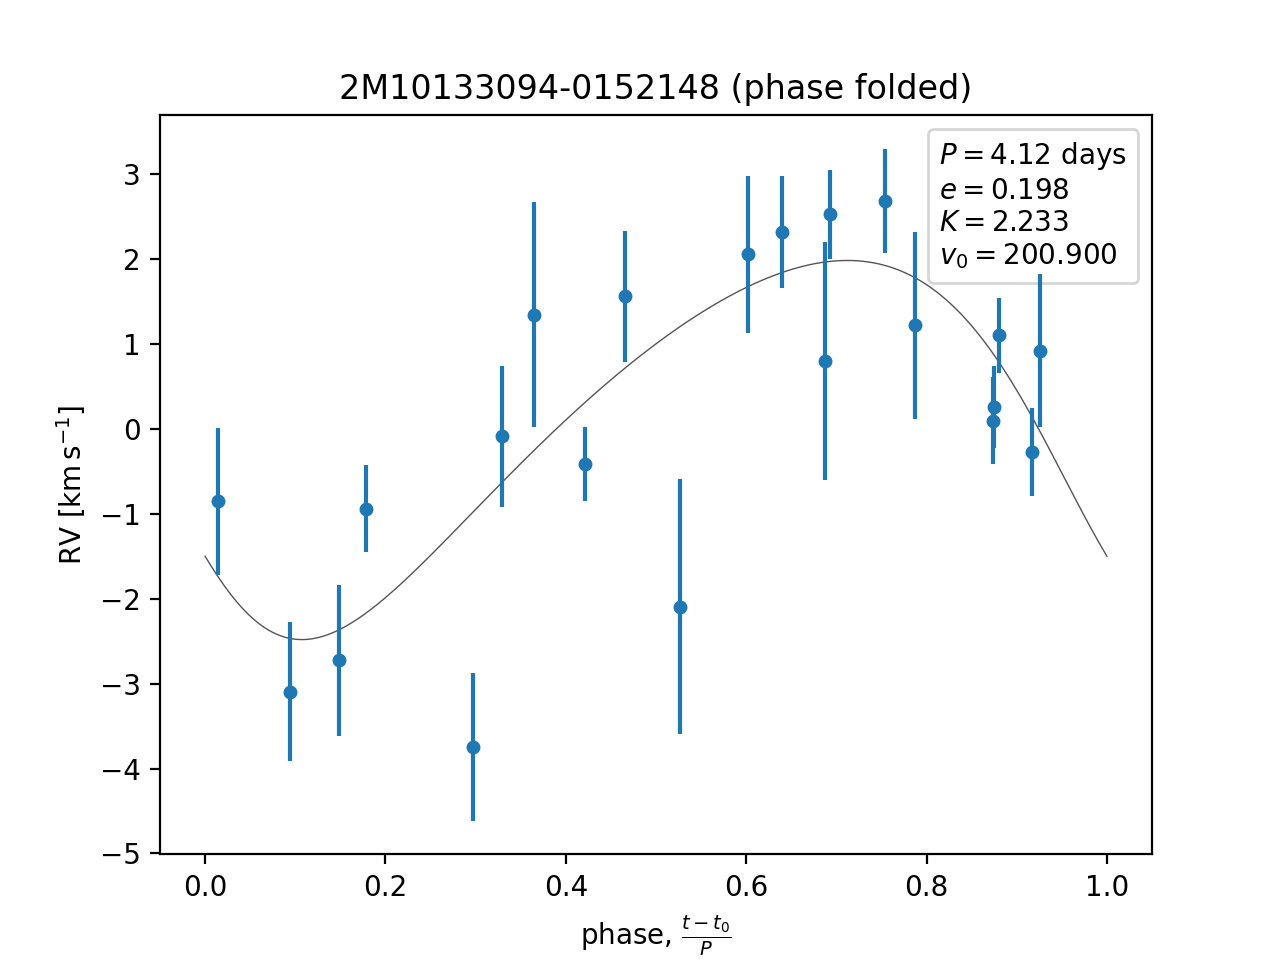 2M10133094-0152148 (phase folded)
P = 4.12 days
e = 0.198
K = 2.233
v₀ = 200.900
RV [km s⁻¹]
3
2
1
0
−1
−2
−3
−4
−5
0.0 0.2 0.4 0.6 0.8 1.0
phase, (t − t₀)/P